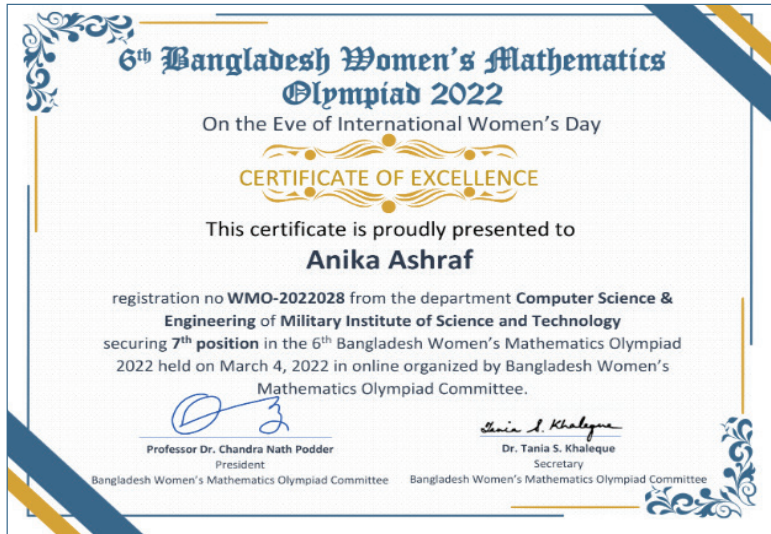 6th Bangladesh Women's Mathematics
Olympiad 2022
On the Eve of International Women's Day
CERTIFICATE OF EXCELLENCE
This certificate is proudly presented to
Anika Ashraf
registration no WMO-2022028 from the department Computer Science &
Engineering of Military Institute of Science and Technology
securing 7th position in the 6th Bangladesh Women's Mathematics Olympiad
2022 held on March 4, 2022 in online organized by Bangladesh Women's
Mathematics Olympiad Committee.
Tania S. Khaleque
Professor Dr. Chandra Nath Podder
President
Bangladesh Women's Mathematics Olympiad Committee
Dr. Tania S. Khaleque
Secretary
Bangladesh Women's Mathematics Olympiad Committee